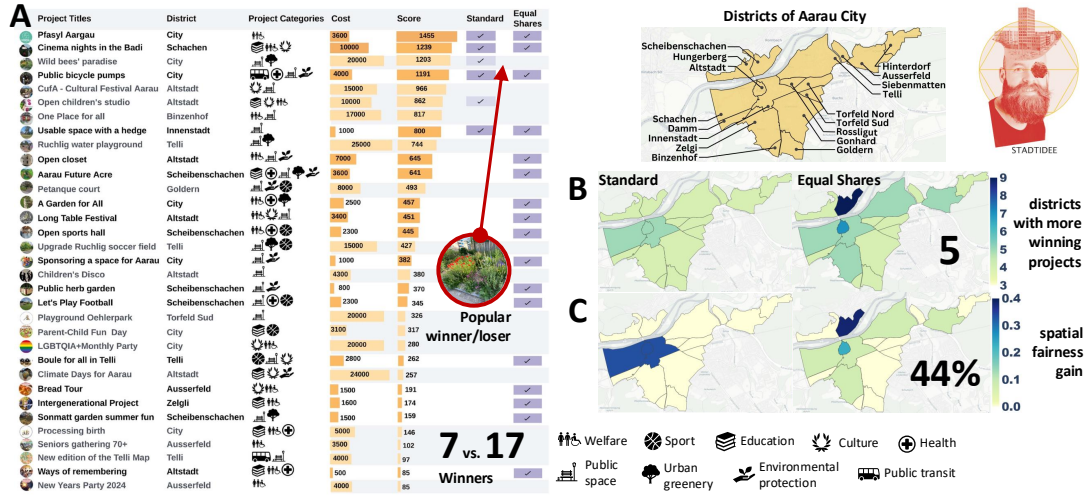 A
Project Titles District Project Categories Cost Score Standard Equal Shares
Pfasyl Aargau City 3600 1455
Cinema nights in the Badi Schachen 10000 1239
Wild bees' paradise City 20000 1203
Public bicycle pumps City 4000 1191
CufA - Cultural Festival Aarau Altstadt 15000 966
Open children's studio Altstadt 10000 862
One Place for all Binzenhof 17000 817
Usable space with a hedge Innenstadt 1000 800
Ruchlig water playground Telli 25000 744
Open closet Altstadt 7000 645
Aarau Future Acre Scheibenschachen 3600 641
Petanque court Goldern 8000 493
A Garden for All City 2500 457
Long Table Festival Altstadt 3400 451
Open sports hall Scheibenschachen 2300 445
Upgrade Ruchlig soccer field Telli 15000 427
Sponsoring a space for Aarau City 1000 382
Children's Disco Altstadt 4300 380
Public herb garden Scheibenschachen 800 370
Let's Play Football Scheibenschachen 2300 345
Playground Oehlerpark Torfeld Sud 20000 326
Parent-Child Fun Day City 3100 317
LGBTQIA+Monthly Party City 20000 280
Boule for all in Telli Telli 2800 262
Climate Days for Aarau Altstadt 24000 257
Bread Tour Ausserfeld 1500 191
Intergenerational Project Zelgli 1600 174
Sonmatt garden summer fun Scheibenschachen 1500 159
Processing birth City 5000 146
Seniors gathering 70+ Ausserfeld 3500 102
New edition of the Telli Map Telli 4000 97
Ways of remembering Altstadt 500 85
New Years Party 2024 Ausserfeld 4000 85
Popular
winner/loser
7 vs. 17
Winners
Districts of Aarau City
Scheibenschachen
Hungerberg
Altstadt
Schachen
Damm
Innenstadt
Zelgi
Binzenhof
Hinterdorf
Ausserfeld
Siebenmatten
Telli
Torfeld Nord
Torfeld Sud
Rossligut
Gonhard
Goldern
STADTIDEE
B
Standard
Equal Shares
5
9
8
7
6
5
4
3
districts
with more
winning
projects
C
44%
0.4
0.3
0.2
0.1
0.0
spatial
fairness
gain
Welfare
Sport
Education
Culture
Health
Public
space
Urban
greenery
Environmental
protection
Public transit